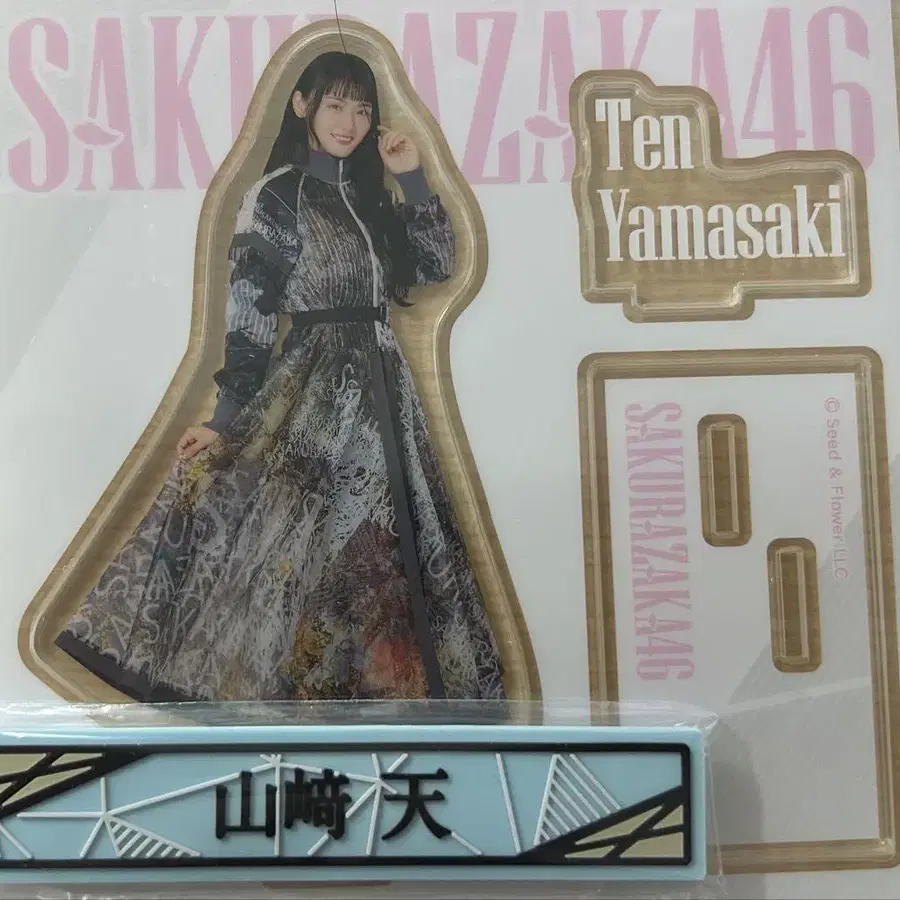 SAKURAZAKA46
Ten
Yamasaki
SAKURAZAKA46
© Seed & Flower LLC
山﨑 天